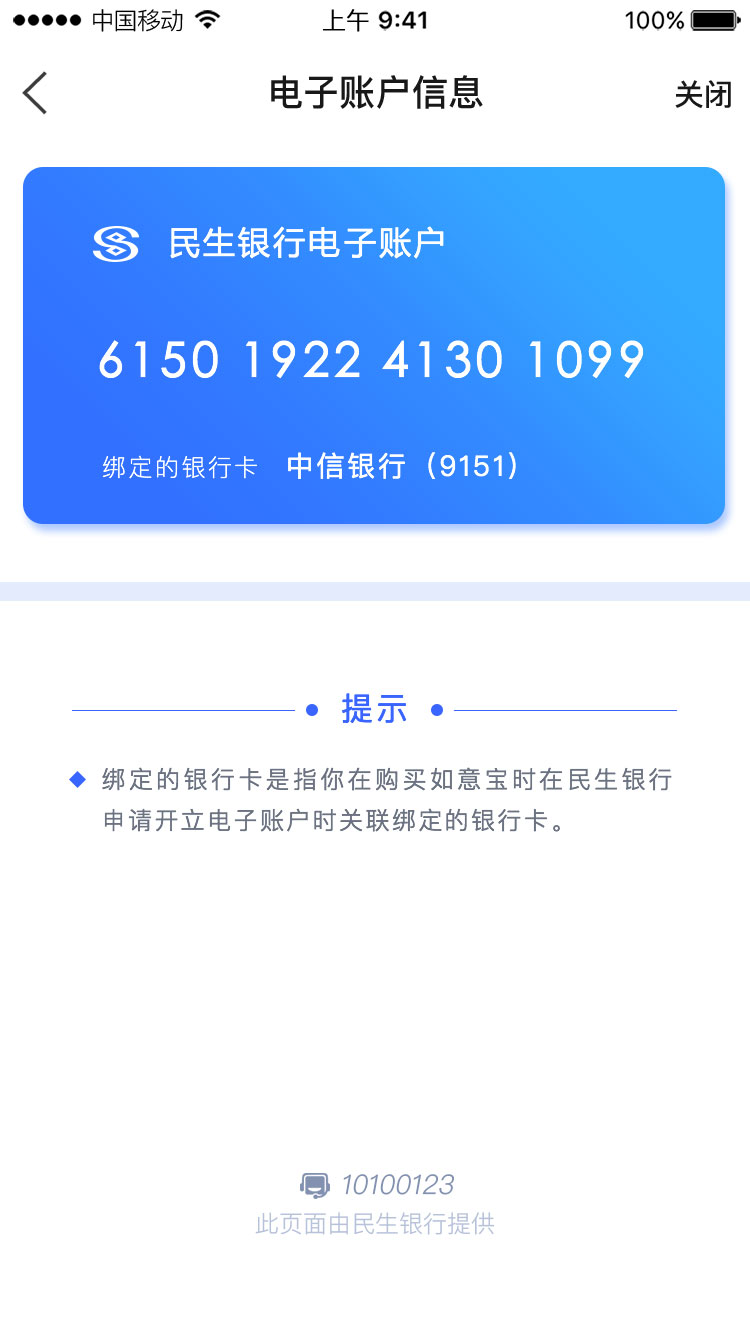 中国移动 上午 9:41 100%
电子账户信息 关闭
民生银行电子账户
6150 1922 4130 1099
绑定的银行卡 中信银行（9151）
提示
绑定的银行卡是指你在购买如意宝时在民生银行
申请开立电子账户时关联绑定的银行卡。
10100123
此页面由民生银行提供